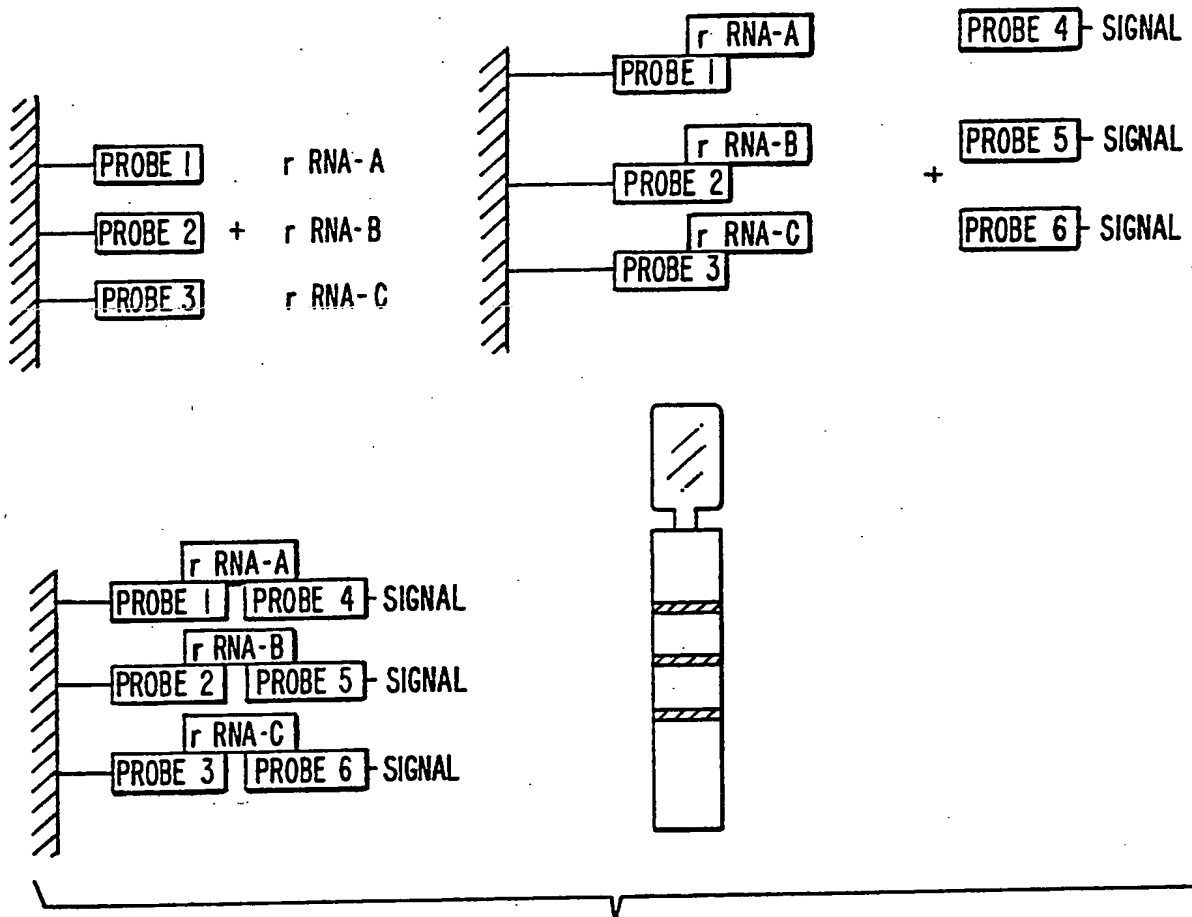 PROBE 1 r RNA-A
PROBE 2 + r RNA-B
PROBE 3 r RNA-C
r RNA-A
PROBE 1
r RNA-B
PROBE 2
r RNA-C
PROBE 3
+
PROBE 4 SIGNAL
PROBE 5 SIGNAL
PROBE 6 SIGNAL
r RNA-A
PROBE 1 PROBE 4 SIGNAL
r RNA-B
PROBE 2 PROBE 5 SIGNAL
r RNA-C
PROBE 3 PROBE 6 SIGNAL